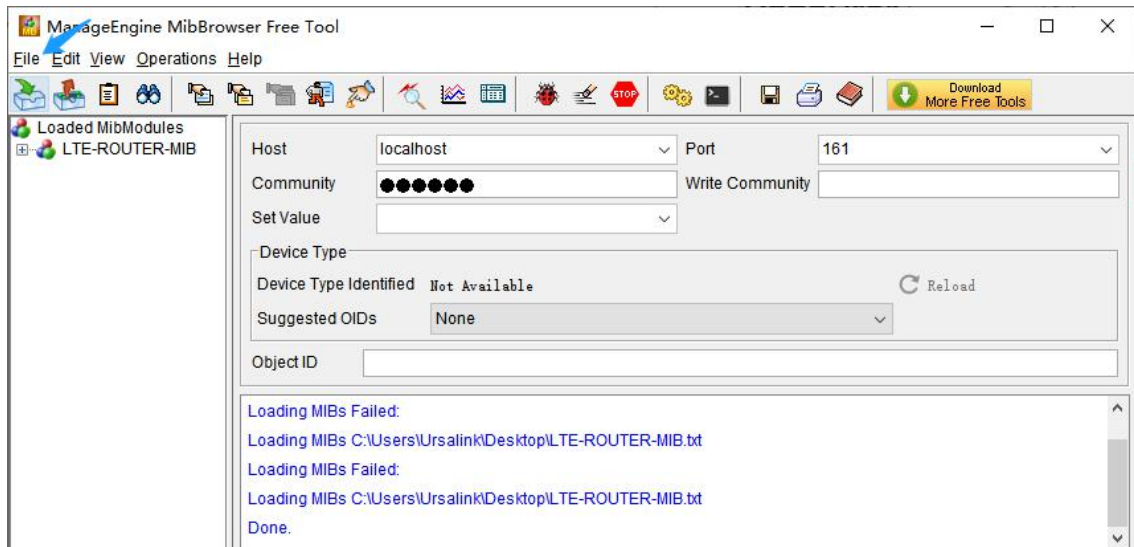 ManageEngine MibBrowser Free Tool
File Edit View Operations Help
STOP
Download
More Free Tools
Loaded MibModules
LTE-ROUTER-MIB
Host localhost Port 161
Community ●●●●●● Write Community
Set Value
Device Type
Device Type Identified Not Available Reload
Suggested OIDs None
Object ID
Loading MIBs Failed:
Loading MIBs C:\Users\Ursalink\Desktop\LTE-ROUTER-MIB.txt
Loading MIBs Failed:
Loading MIBs C:\Users\Ursalink\Desktop\LTE-ROUTER-MIB.txt
Done.